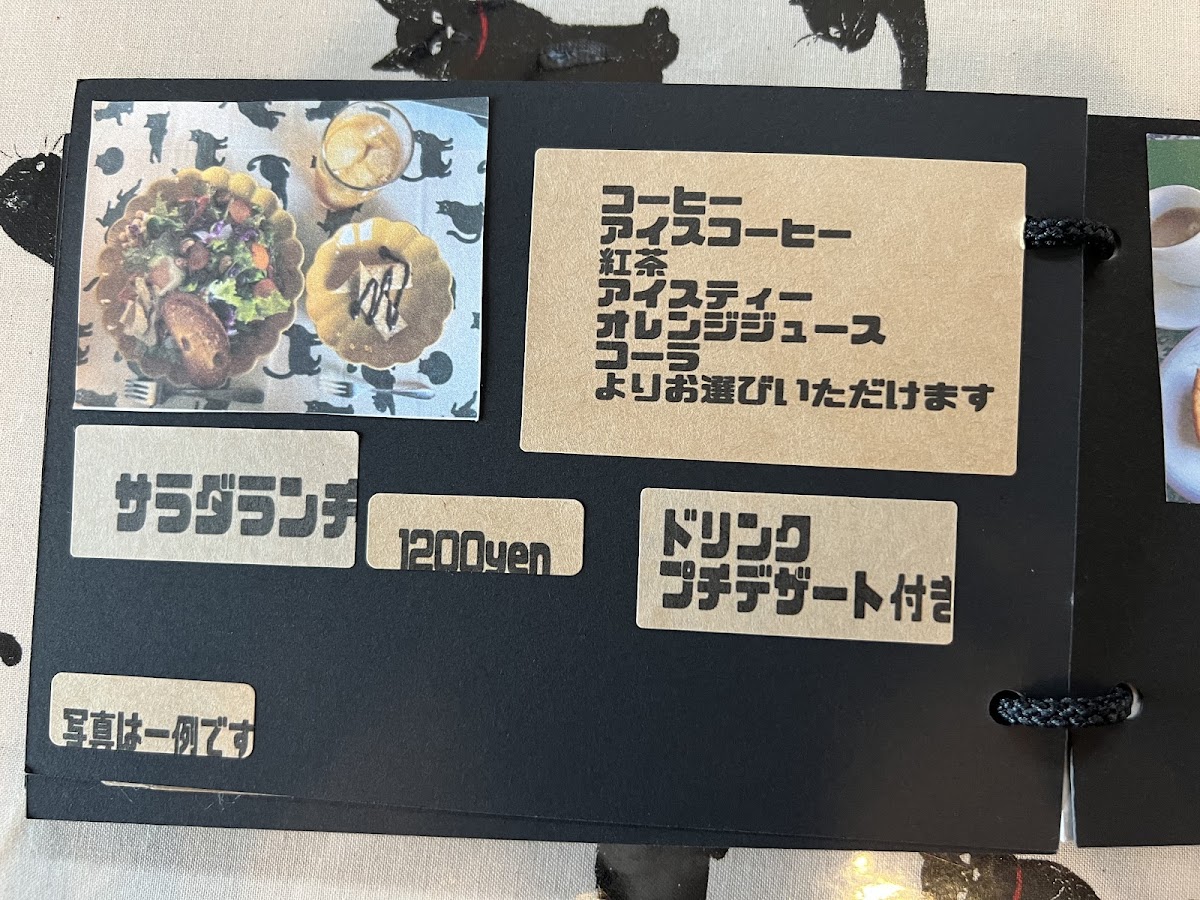 コーヒー
アイスコーヒー
紅茶
アイスティー
オレンジジュース
コーラ
よりお選びいただけます
サラダランチ
1200yen
ドリンク
プチデザート付き
写真は一例です